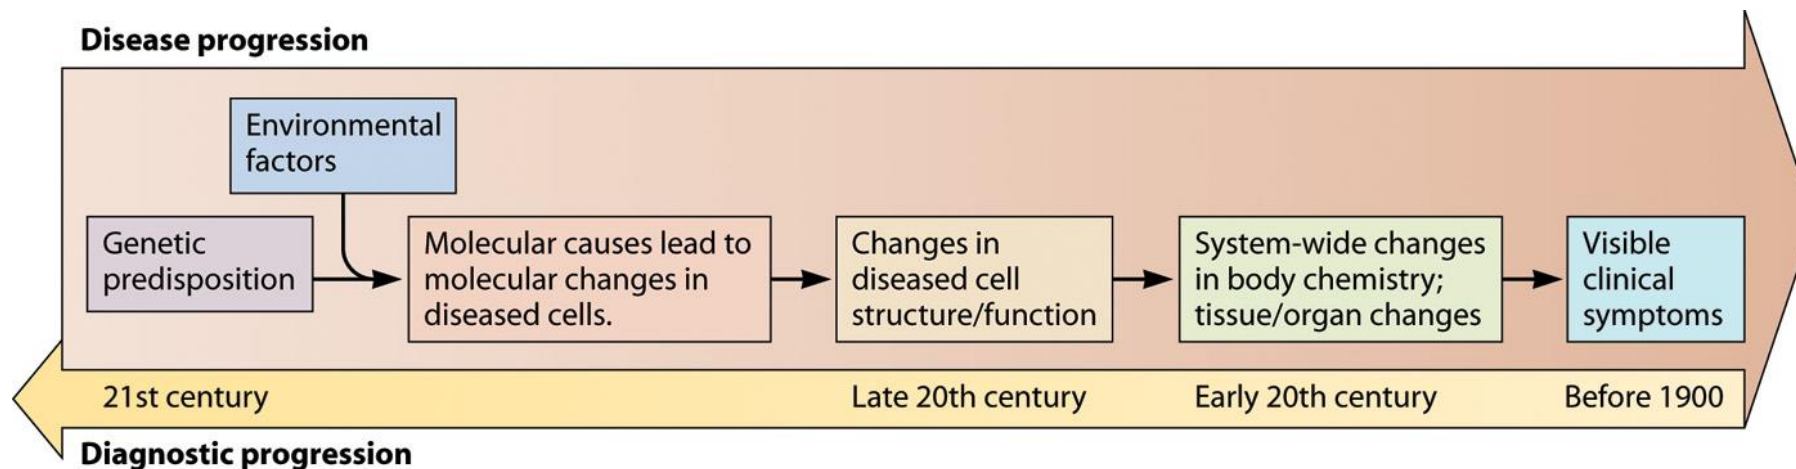 Disease progression
Environmental
factors
Genetic
predisposition
Molecular causes lead to
molecular changes in
diseased cells.
Changes in
diseased cell
structure/function
System-wide changes
in body chemistry;
tissue/organ changes
Visible
clinical
symptoms
21st century
Late 20th century
Early 20th century
Before 1900
Diagnostic progression